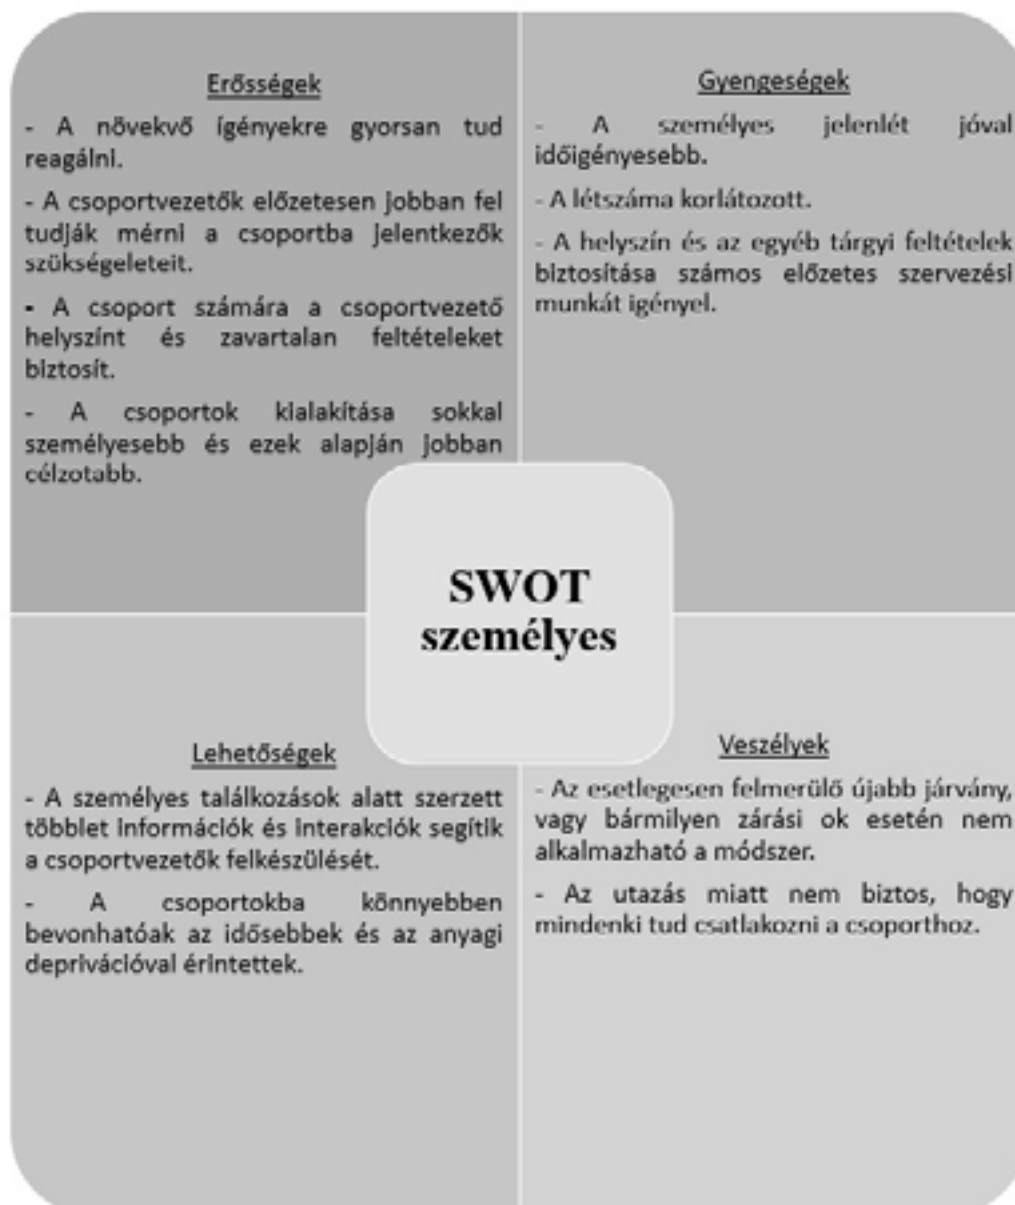 Erősségek
- A növekvő igényekre gyorsan tud
reagálni.
- A csoportvezetők előzetesen jobban fel
tudják mérni a csoportba jelentkezők
szükségeleteit.
- A csoport számára a csoportvezető
helyszínt és zavartalan feltételeket
biztosít.
- A csoportok kialakítása sokkal
személyesebb és ezek alapján jobban
célzotabb.
Gyengeségek
- A személyes jelenlét jóval
időigényesebb.
- A létszáma korlátozott.
- A helyszín és az egyéb tárgyi feltételek
biztosítása számos előzetes szervezési
munkát igényel.
SWOT
személyes
Lehetőségek
- A személyes találkozások alatt szerzett
többlet információk és interakciók segítik
a csoportvezetők felkészülését.
- A csoportokba könnyebben
bevonhatóak az idősebbek és az anyagi
deprivációval érintettek.
Veszélyek
- Az esetlegesen felmerülő újabb járvány,
vagy bármilyen zárási ok esetén nem
alkalmazható a módszer.
- Az utazás miatt nem biztos, hogy
mindenki tud csatlakozni a csoporthoz.